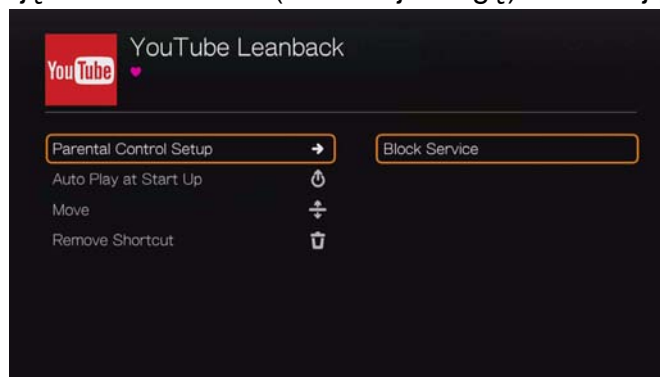 YouTube Leanback
You Tube
Parental Control Setup
Block Service
Auto Play at Start Up
Move
Remove Shortcut